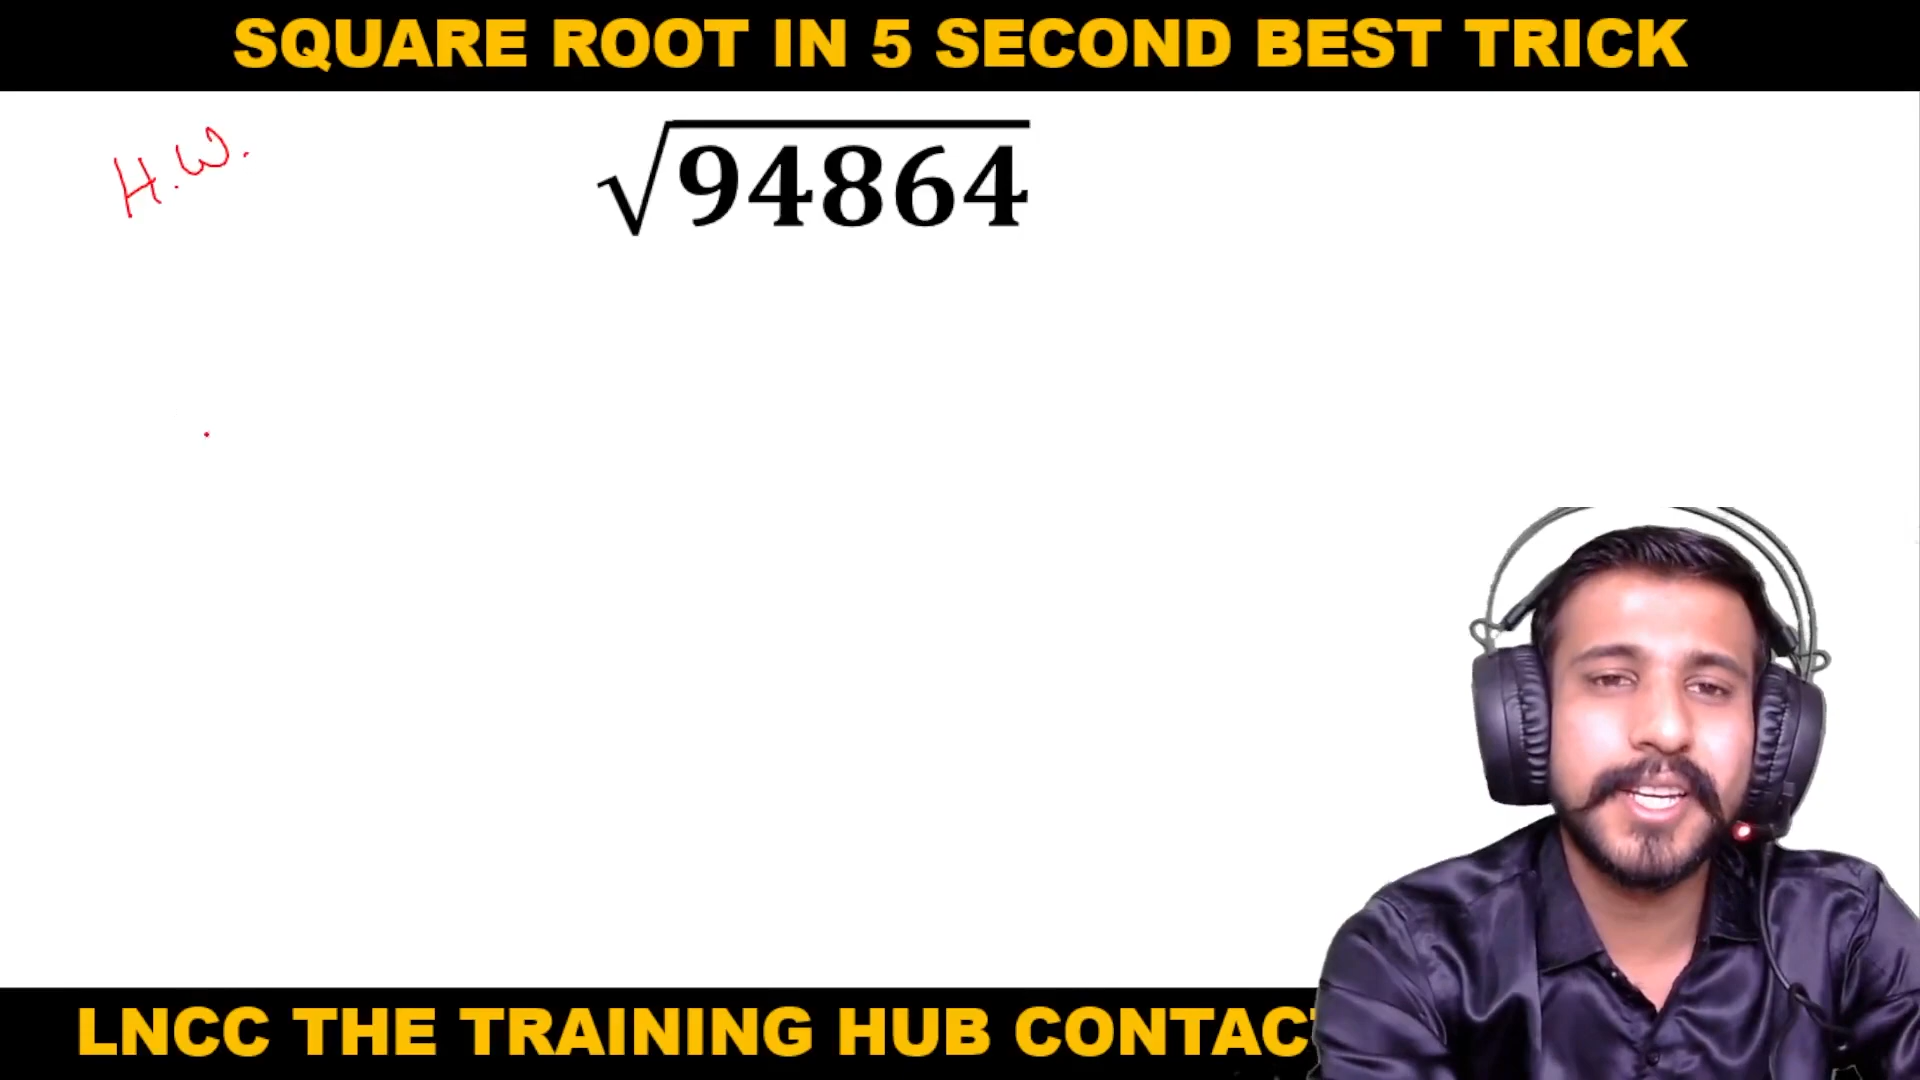 SQUARE ROOT IN 5 SECOND BEST TRICK
H.W.
√94864
LNCC THE TRAINING HUB CONTAC